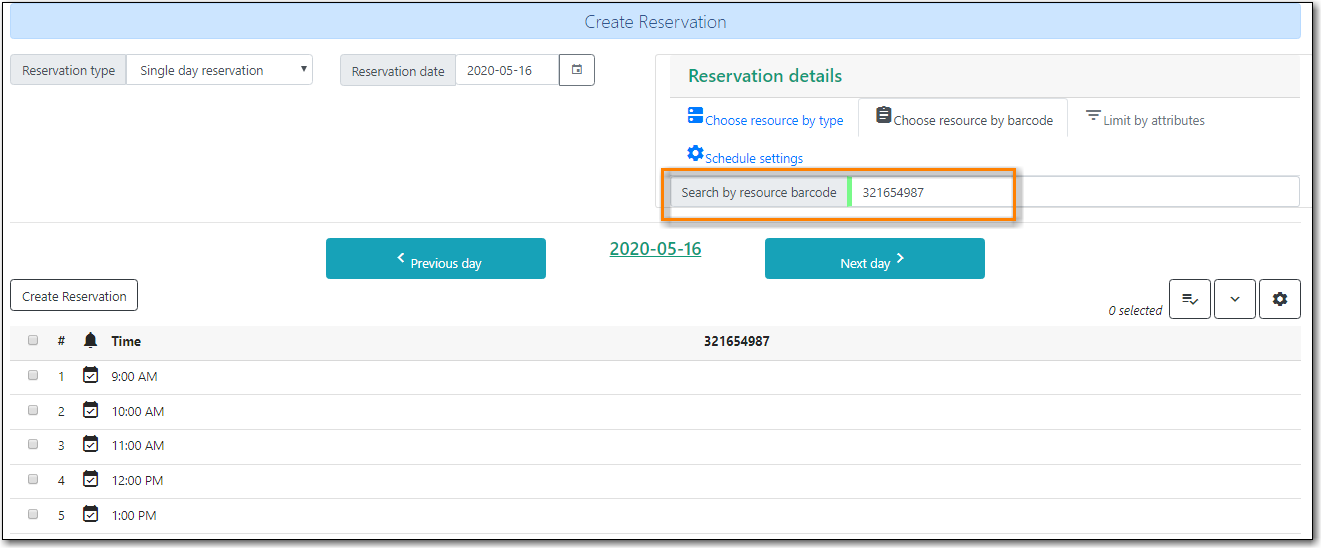 Create Reservation
Reservation type Single day reservation Reservation date 2020-05-16
Reservation details
Choose resource by type Choose resource by barcode Limit by attributes
Schedule settings
Search by resource barcode 321654987
Previous day 2020-05-16 Next day
Create Reservation
0 selected
# Time 321654987
1 9:00 AM
2 10:00 AM
3 11:00 AM
4 12:00 PM
5 1:00 PM